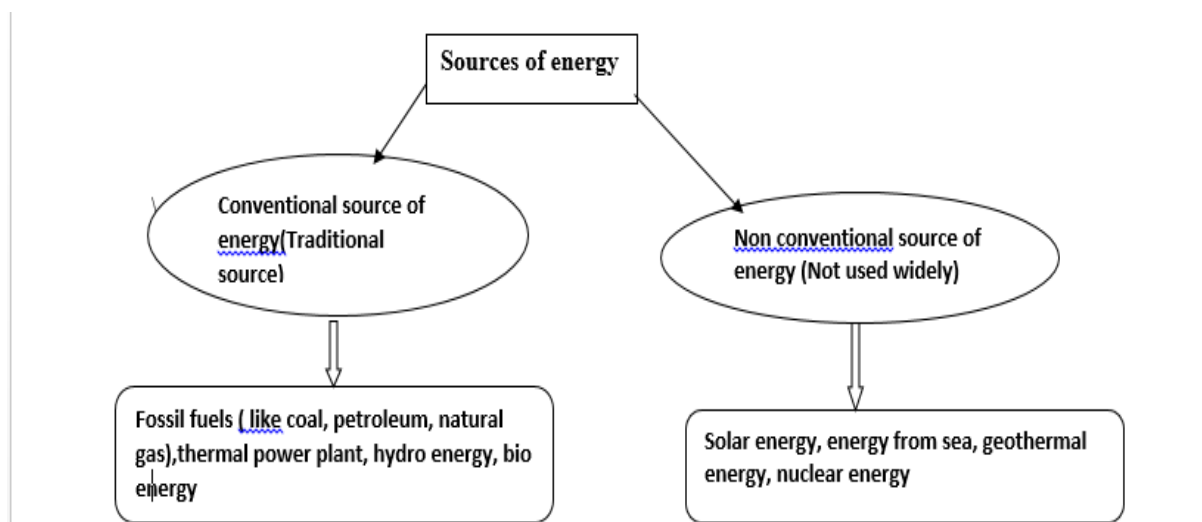 Sources of energy
Conventional source of
energy(Traditional
source)
Non conventional source of
energy (Not used widely)
Fossil fuels ( like coal, petroleum, natural
gas),thermal power plant, hydro energy, bio
energy
Solar energy, energy from sea, geothermal
energy, nuclear energy